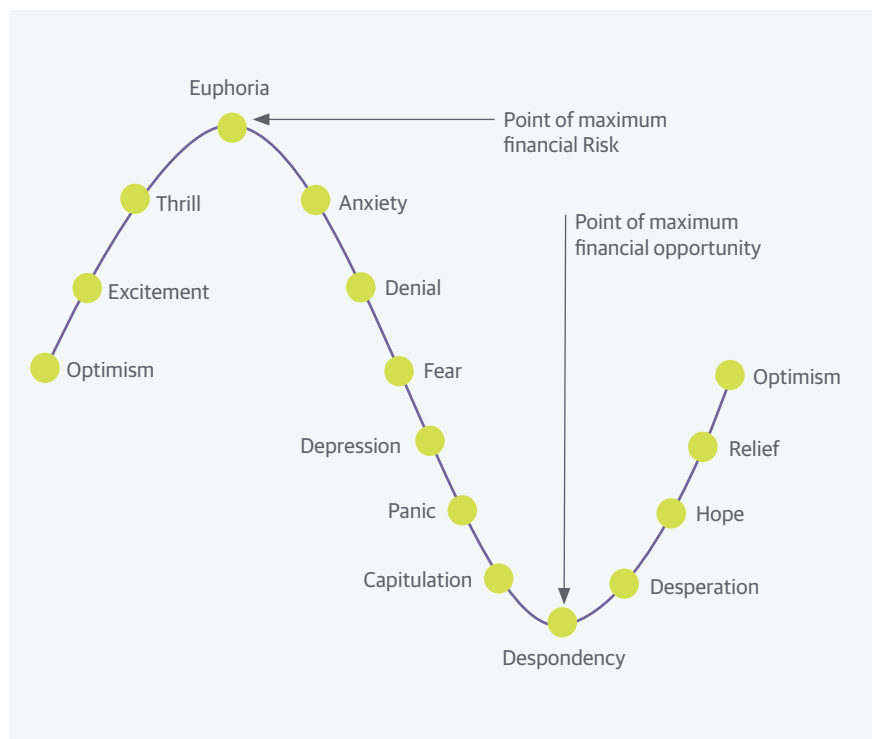 Euphoria
Point of maximum
financial Risk
Thrill
Anxiety
Point of maximum
financial opportunity
Excitement
Denial
Optimism
Fear
Optimism
Depression
Relief
Panic
Hope
Capitulation
Desperation
Despondency